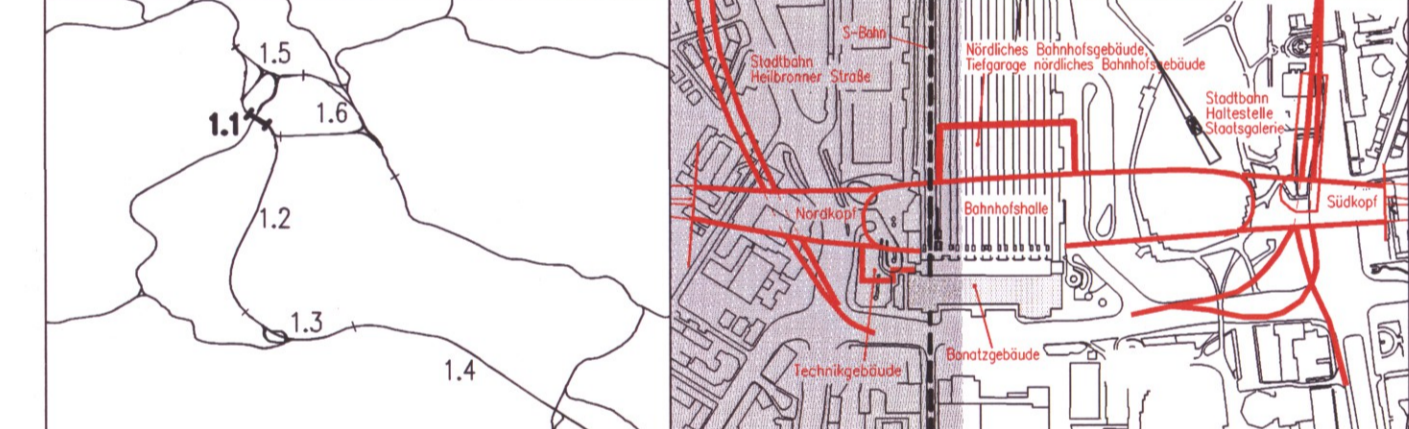 1.5
1.6
1.1
1.2
1.3
1.4
S-Bahn
Stadtbahn
Heilbronner Straße
Nördliches Bahnhofsgebäude,
Tiefgarage nördliches Bahnhofsgebäude
Stadtbahn
Haltestelle
Staatsgalerie
Nordkopf
Bahnhofshalle
Südkopf
Technikgebäude
Bonatzgebäude